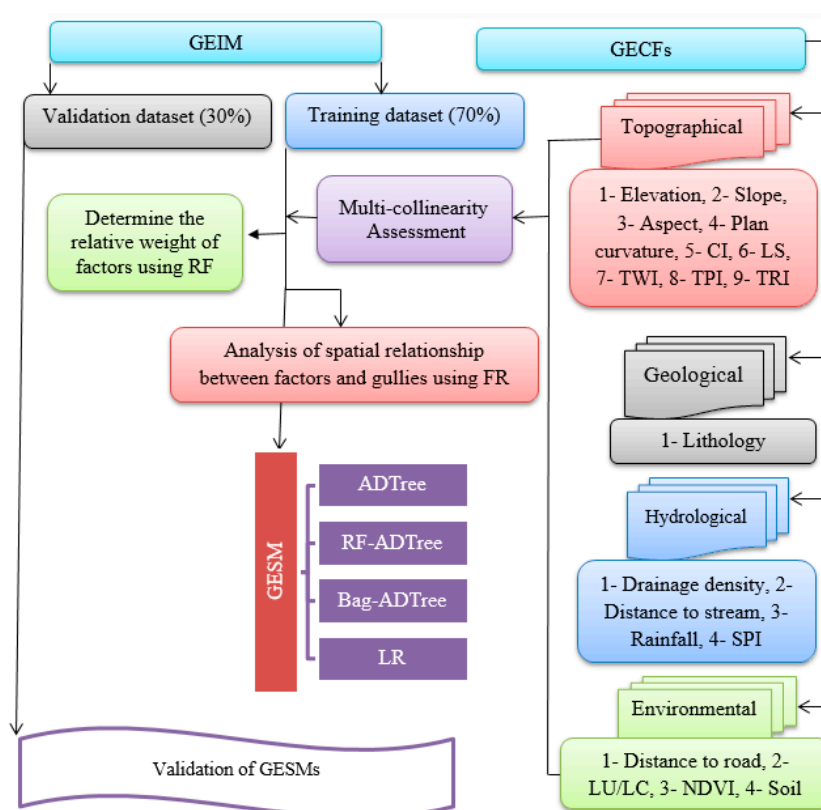 GEIM
GECFs
Validation dataset (30%)
Training dataset (70%)
Topographical
1- Elevation, 2- Slope,
3- Aspect, 4- Plan
curvature, 5- CI, 6- LS,
7- TWI, 8- TPI, 9- TRI
Multi-collinearity
Assessment
Determine the
relative weight of
factors using RF
Analysis of spatial relationship
between factors and gullies using FR
Geological
1- Lithology
GESM
ADTree
RF-ADTree
Bag-ADTree
LR
Hydrological
1- Drainage density, 2-
Distance to stream, 3-
Rainfall, 4- SPI
Environmental
1- Distance to road, 2-
LU/LC, 3- NDVI, 4- Soil
Validation of GESMs